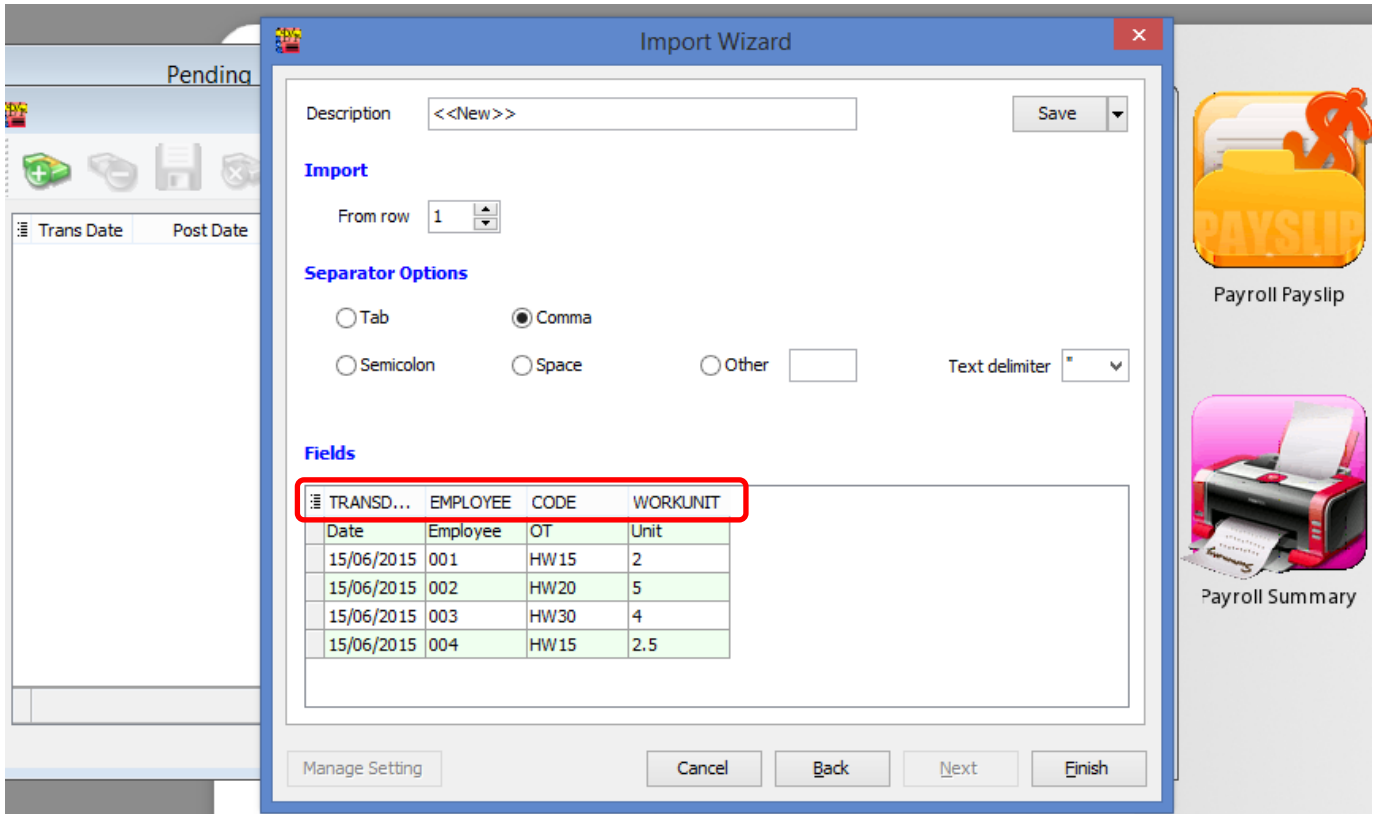 Import Wizard
Pending
Description <<New>> Save
Import
From row 1
Trans Date Post Date
Separator Options
Tab Comma
Semicolon Space Other Text delimiter "
Fields
TRANSD... EMPLOYEE CODE WORKUNIT
Date Employee OT Unit
15/06/2015 001 HW15 2
15/06/2015 002 HW20 5
15/06/2015 003 HW30 4
15/06/2015 004 HW15 2.5
Manage Setting Cancel Back Next Finish
PAYSLIP
Payroll Payslip
Summary
Payroll Summary